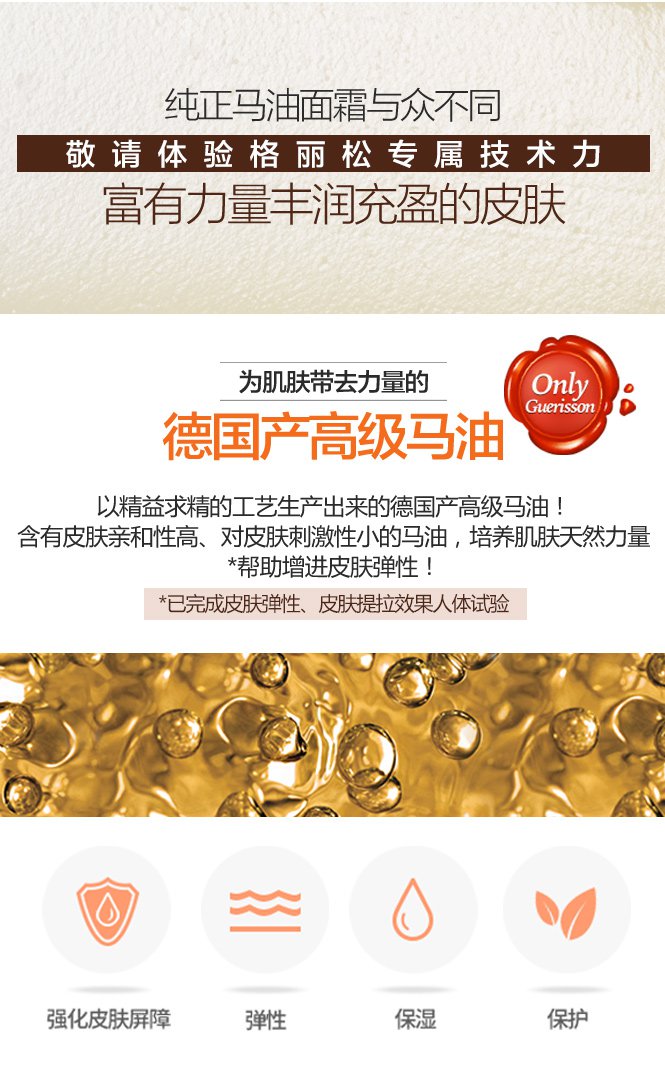 纯正马油面霜与众不同
敬请体验格丽松专属技术力
富有力量丰润充盈的皮肤
为肌肤带去力量的
德国产高级马油
Only
Guerisson
以精益求精的工艺生产出来的德国产高级马油！
含有皮肤亲和性高、对皮肤刺激性小的马油，培养肌肤天然力量
*帮助增进皮肤弹性！
*已完成皮肤弹性、皮肤提拉效果人体试验
强化皮肤屏障
弹性
保湿
保护